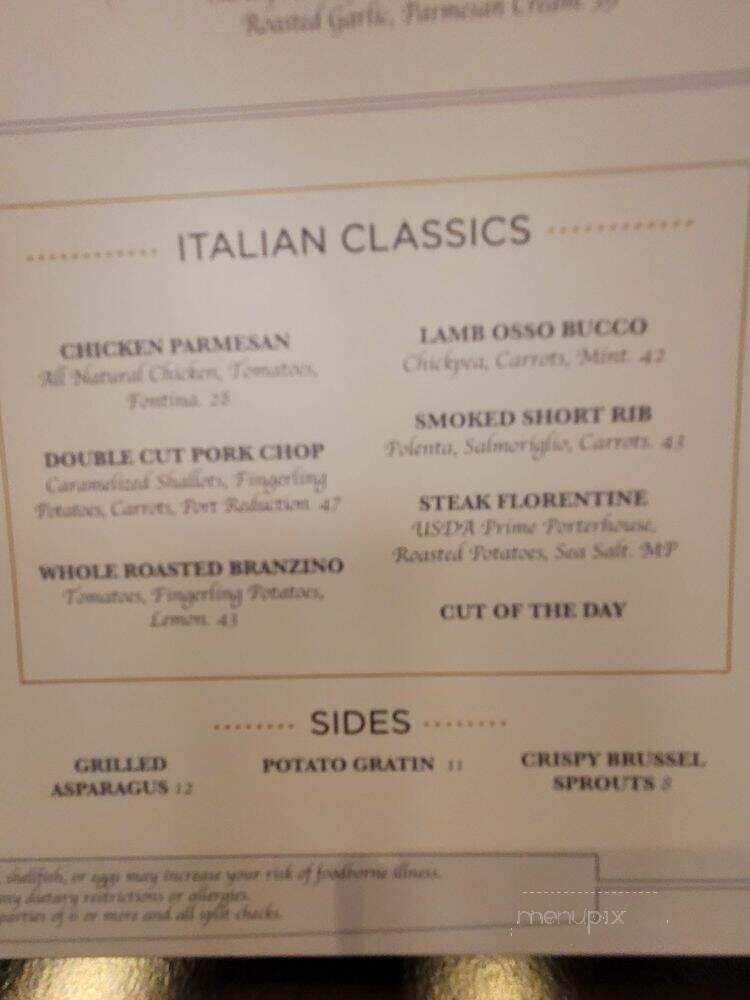 Roasted Garlic, Parmesan Cream. 39
ITALIAN CLASSICS
CHICKEN PARMESAN
All Natural Chicken, Tomatoes,
Fontina. 28
DOUBLE CUT PORK CHOP
Caramelized Shallots, Fingerling
Potatoes, Carrots, Port Reduction. 47
WHOLE ROASTED BRANZINO
Tomatoes, Fingerling Potatoes,
Lemon. 43
LAMB OSSO BUCCO
Chickpea, Carrots, Mint. 42
SMOKED SHORT RIB
Polenta, Salmoriglio, Carrots. 43
STEAK FLORENTINE
USDA Prime Porterhouse,
Roasted Potatoes, Sea Salt. MP
CUT OF THE DAY
SIDES
GRILLED
ASPARAGUS 12
POTATO GRATIN 11
CRISPY BRUSSEL
SPROUTS 8
shellfish, or eggs may increase your risk of foodborne illness.
any dietary restrictions or allergies.
parties of 6 or more and all split checks.
menupix